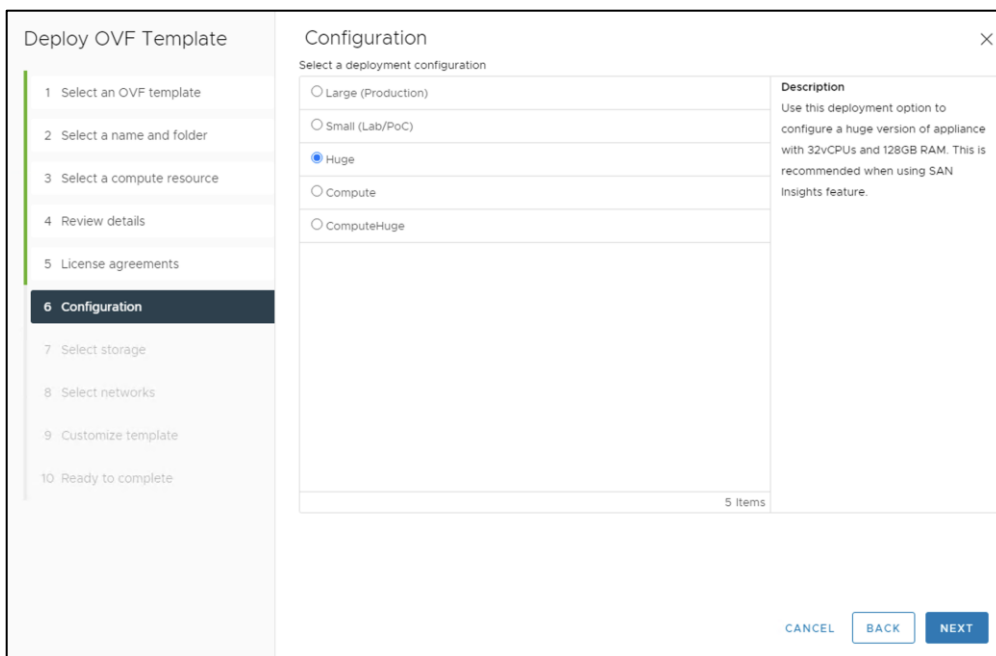 Deploy OVF Template
1 Select an OVF template
2 Select a name and folder
3 Select a compute resource
4 Review details
5 License agreements
6 Configuration
7 Select storage
8 Select networks
9 Customize template
10 Ready to complete
Configuration
Select a deployment configuration
Large (Production)
Small (Lab/PoC)
Huge
Compute
ComputeHuge
5 Items
Description
Use this deployment option to
configure a huge version of appliance
with 32vCPUs and 128GB RAM. This is
recommended when using SAN
Insights feature.
CANCEL
BACK
NEXT